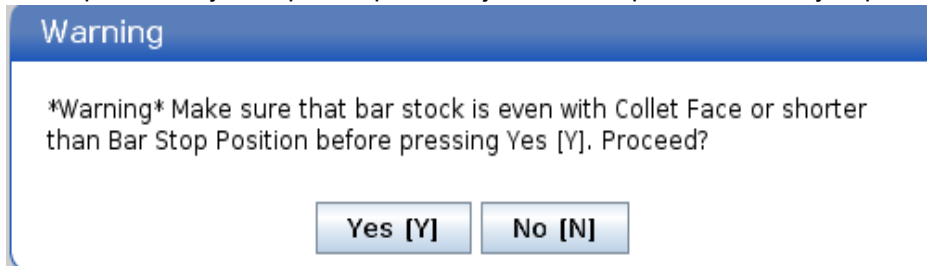 Warning
*Warning* Make sure that bar stock is even with Collet Face or shorter
than Bar Stop Position before pressing Yes [Y]. Proceed?
Yes [Y] No [N]